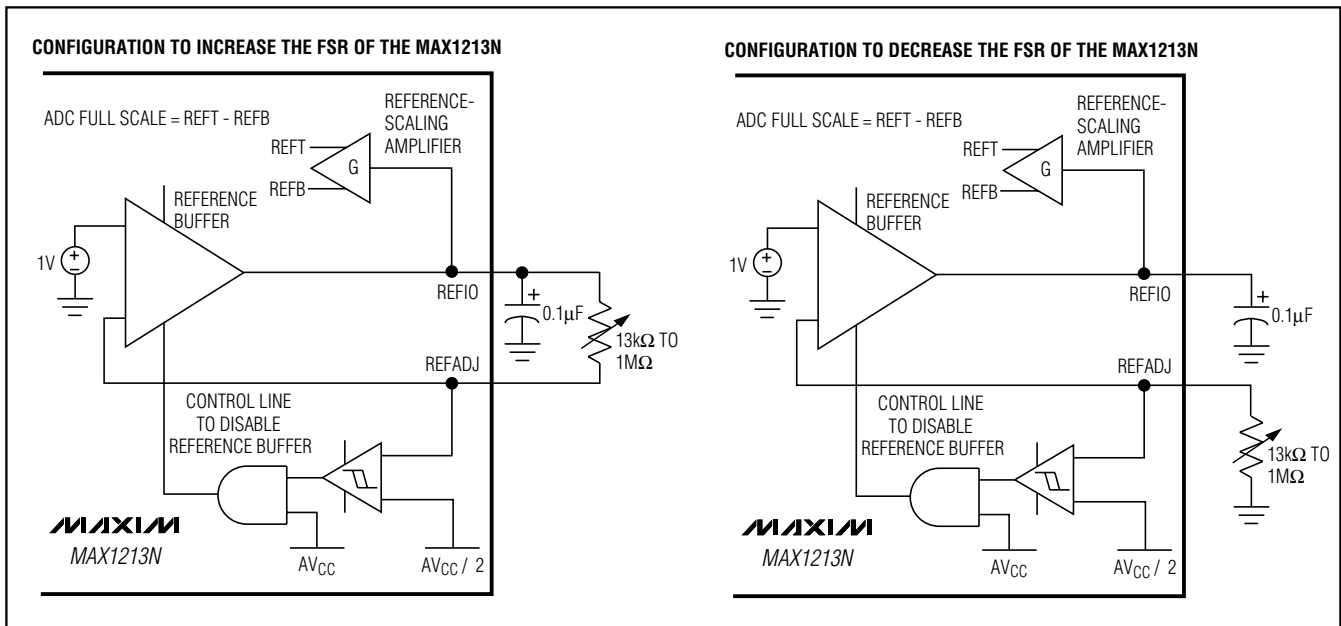 CONFIGURATION TO INCREASE THE FSR OF THE MAX1213N
ADC FULL SCALE = REFT - REFB
REFERENCE-
SCALING
AMPLIFIER
REFT
G
REFB
REFERENCE
BUFFER
1V
+
−
REFIO
+
0.1μF
13kΩ TO
1MΩ
REFADJ
CONTROL LINE
TO DISABLE
REFERENCE BUFFER
MAXIM
MAX1213N
AVCC
AVCC / 2
CONFIGURATION TO DECREASE THE FSR OF THE MAX1213N
ADC FULL SCALE = REFT - REFB
REFERENCE-
SCALING
AMPLIFIER
REFT
G
REFB
REFERENCE
BUFFER
1V
+
−
REFIO
+
0.1μF
REFADJ
13kΩ TO
1MΩ
CONTROL LINE
TO DISABLE
REFERENCE BUFFER
MAXIM
MAX1213N
AVCC
AVCC / 2